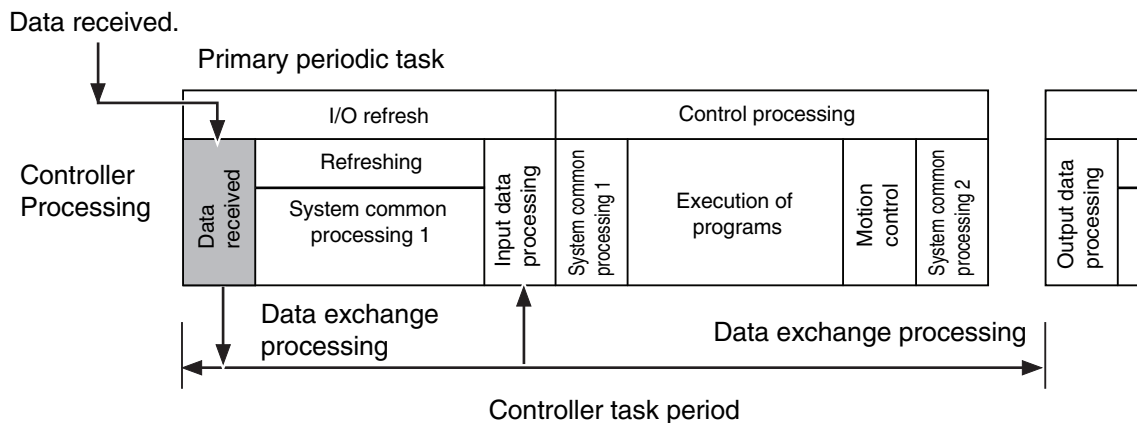 Data received.
Primary periodic task
I/O refresh
Control processing
Controller
Processing
Data
received
Refreshing
System common
processing 1
Input data
processing
System common
processing 1
Execution of
programs
Motion
control
System common
processing 2
Output data
processing
Data exchange
processing
Data exchange processing
Controller task period